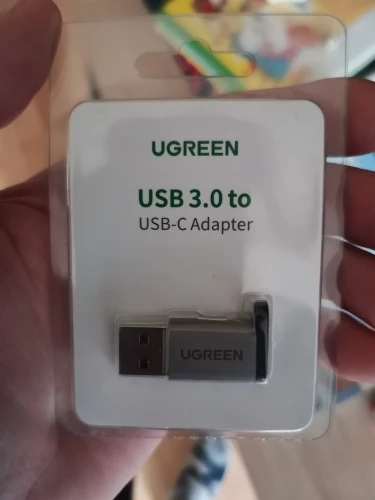 UGREEN
USB 3.0 to
USB-C Adapter
UGREEN